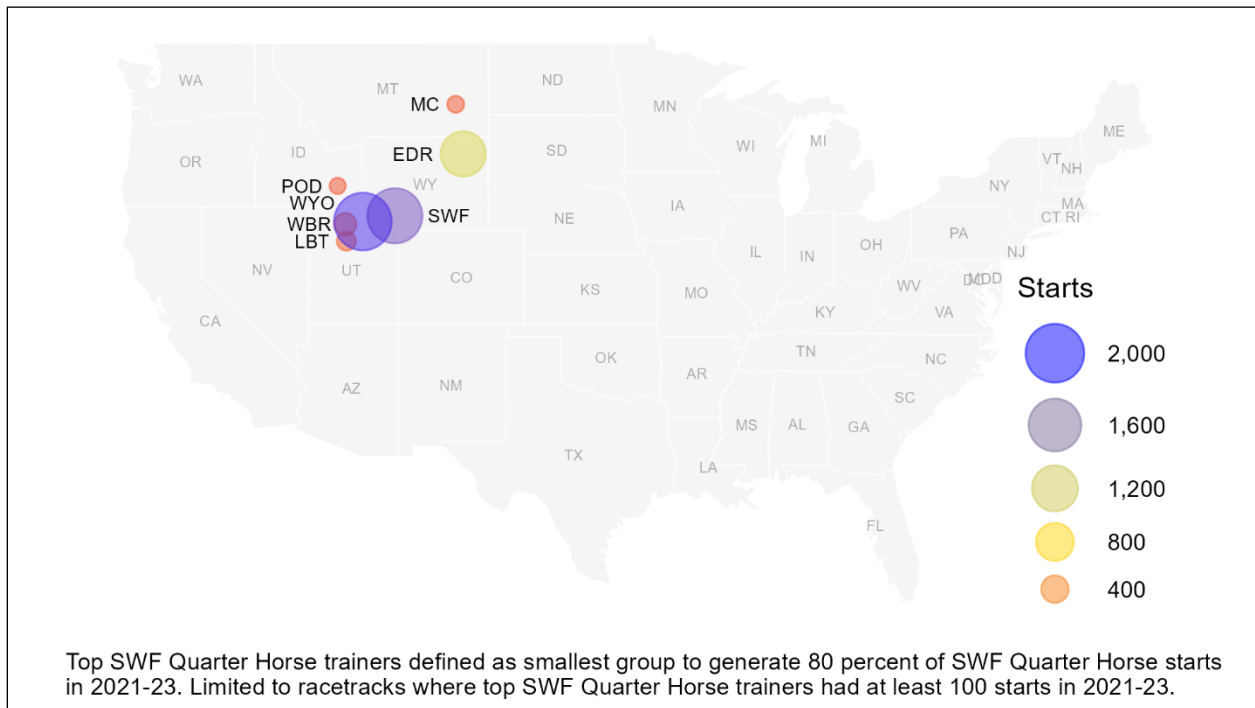 WA
MT
ND
MN
ME
MC
OR
ID
EDR
SD
WI
MI
VT
NH
NY
MA
CT RI
POD
WYO
WY
WBR
SWF
LBT
NE
IA
PA
NJ
NV
UT
CO
IL
IN
OH
WV
MDD
VA
KS
MO
KY
CA
AZ
NM
OK
AR
TN
NC
SC
MS
AL
GA
TX
LA
FL
Starts
2,000
1,600
1,200
800
400
Top SWF Quarter Horse trainers defined as smallest group to generate 80 percent of SWF Quarter Horse starts
in 2021-23. Limited to racetracks where top SWF Quarter Horse trainers had at least 100 starts in 2021-23.